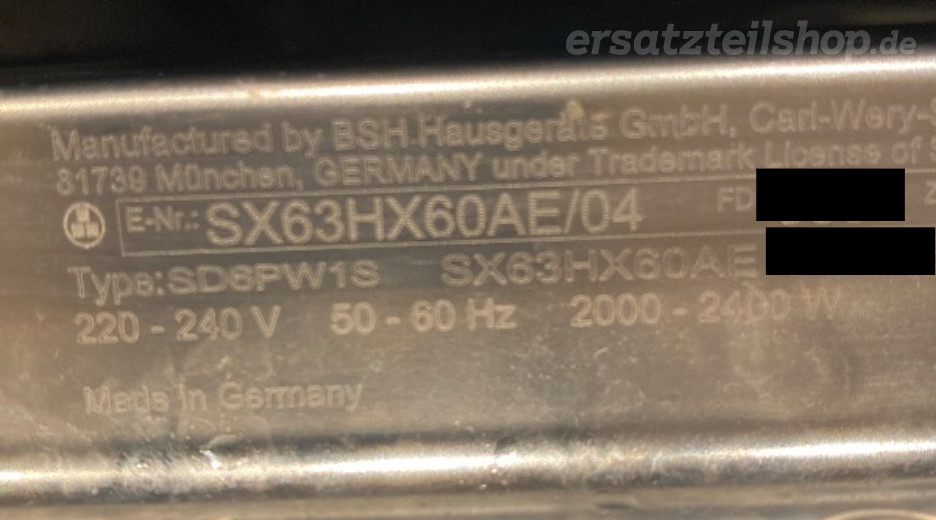 ersatzteilshop.de
Manufactured by BSH Hausgeräte GmbH, Carl-Wery-S
81739 München, GERMANY under Trademark License of S
E-Nr.: SX63HX60AE/04 FD Z
Type:SD6PW1S SX63HX60AE
220 - 240 V 50 - 60 Hz 2000 - 2400 W
Made in Germany